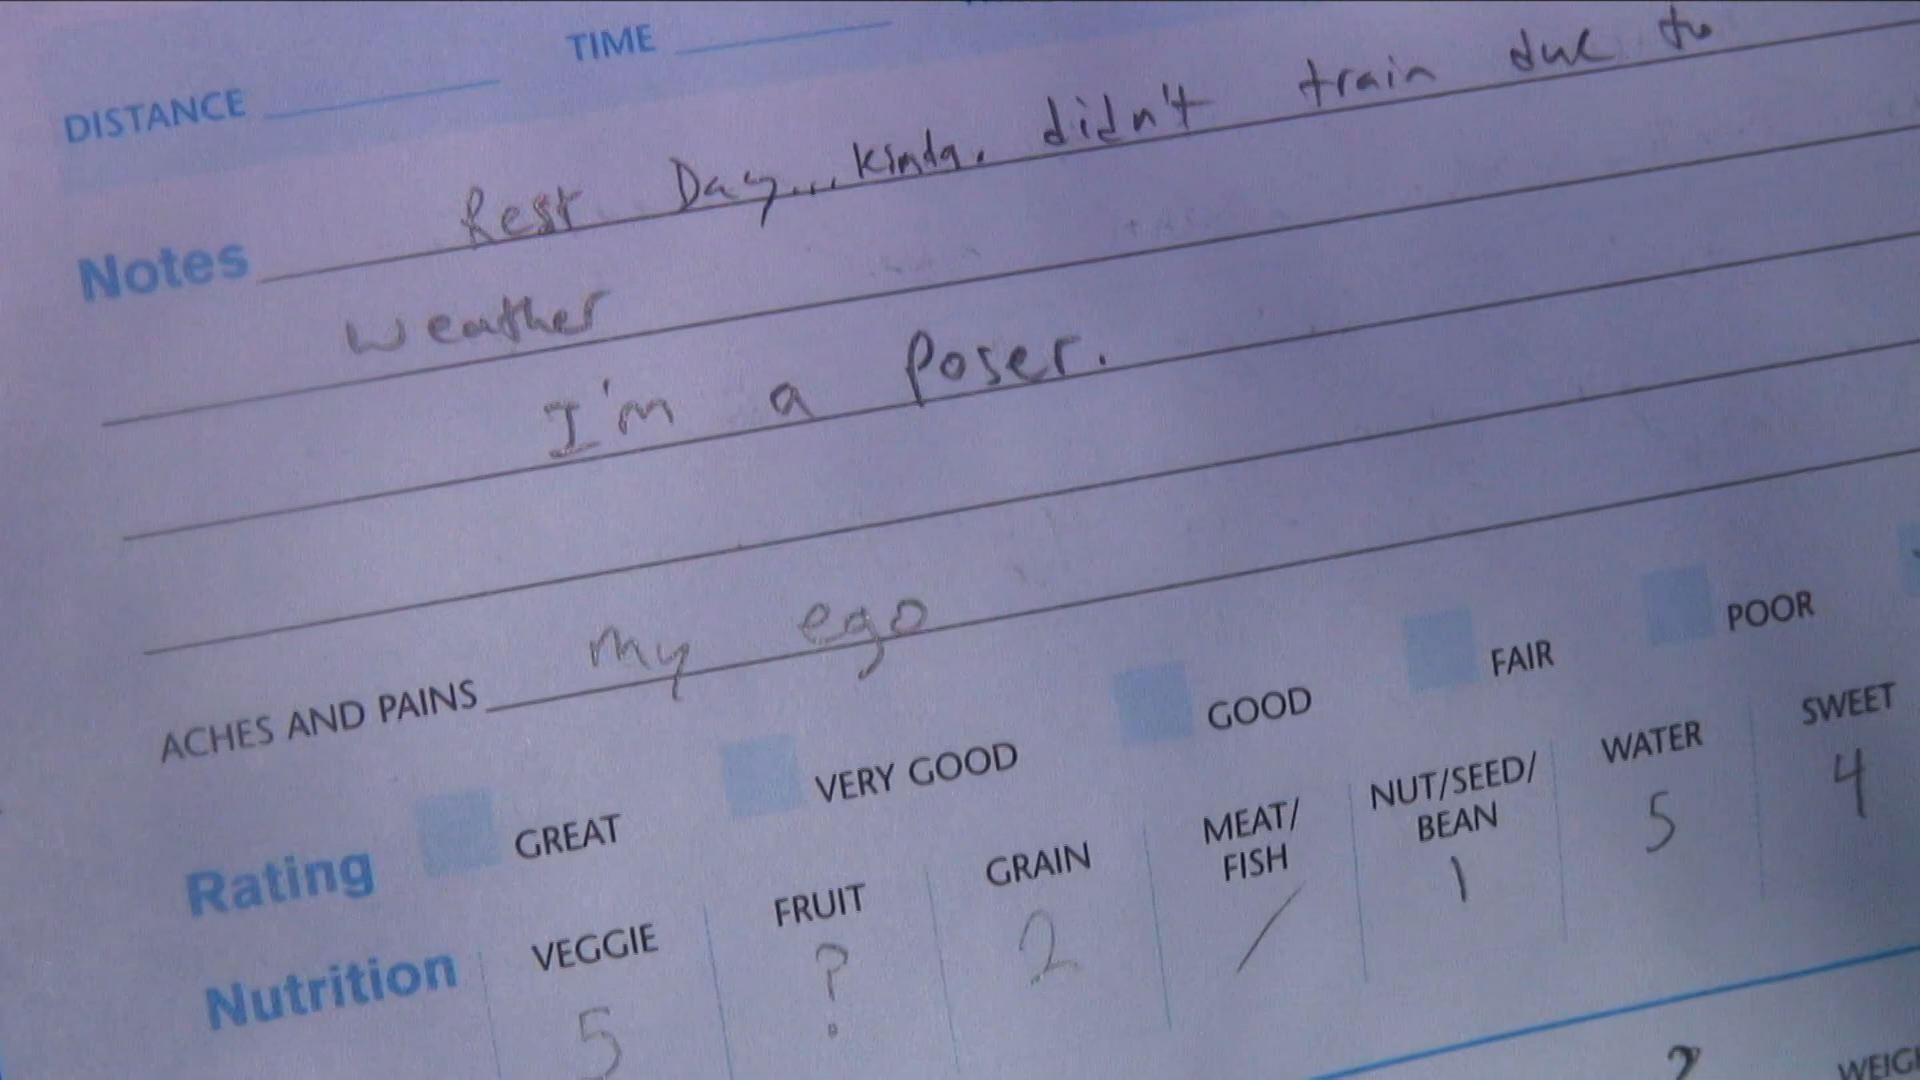 DISTANCE TIME
Notes Rest Day... kinda. didn't train due to
weather
I'm a poser.
ACHES AND PAINS my ego
Rating GREAT VERY GOOD GOOD FAIR POOR
Nutrition VEGGIE FRUIT GRAIN MEAT/FISH NUT/SEED/BEAN WATER SWEET
5 ? 2 / 1 5 4